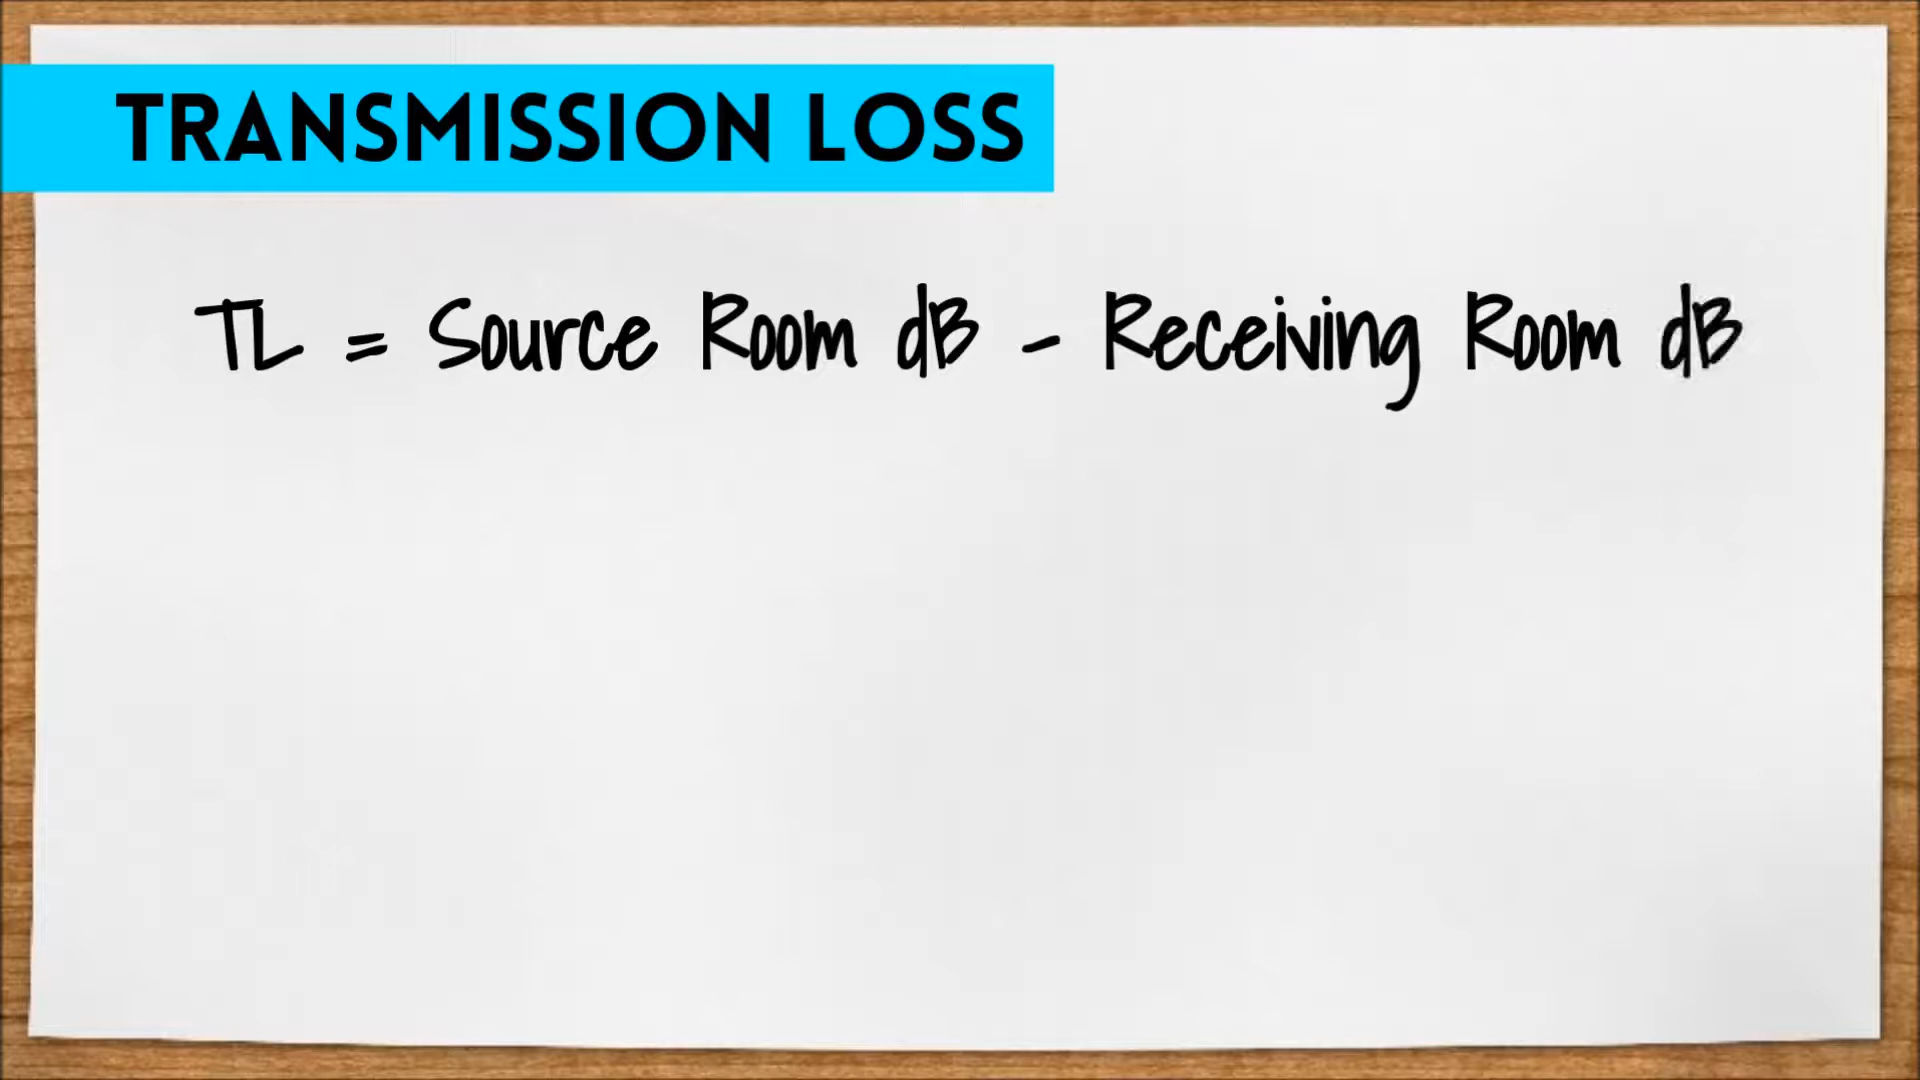 TRANSMISSION LOSS
TL = Source Room dB - Receiving Room dB